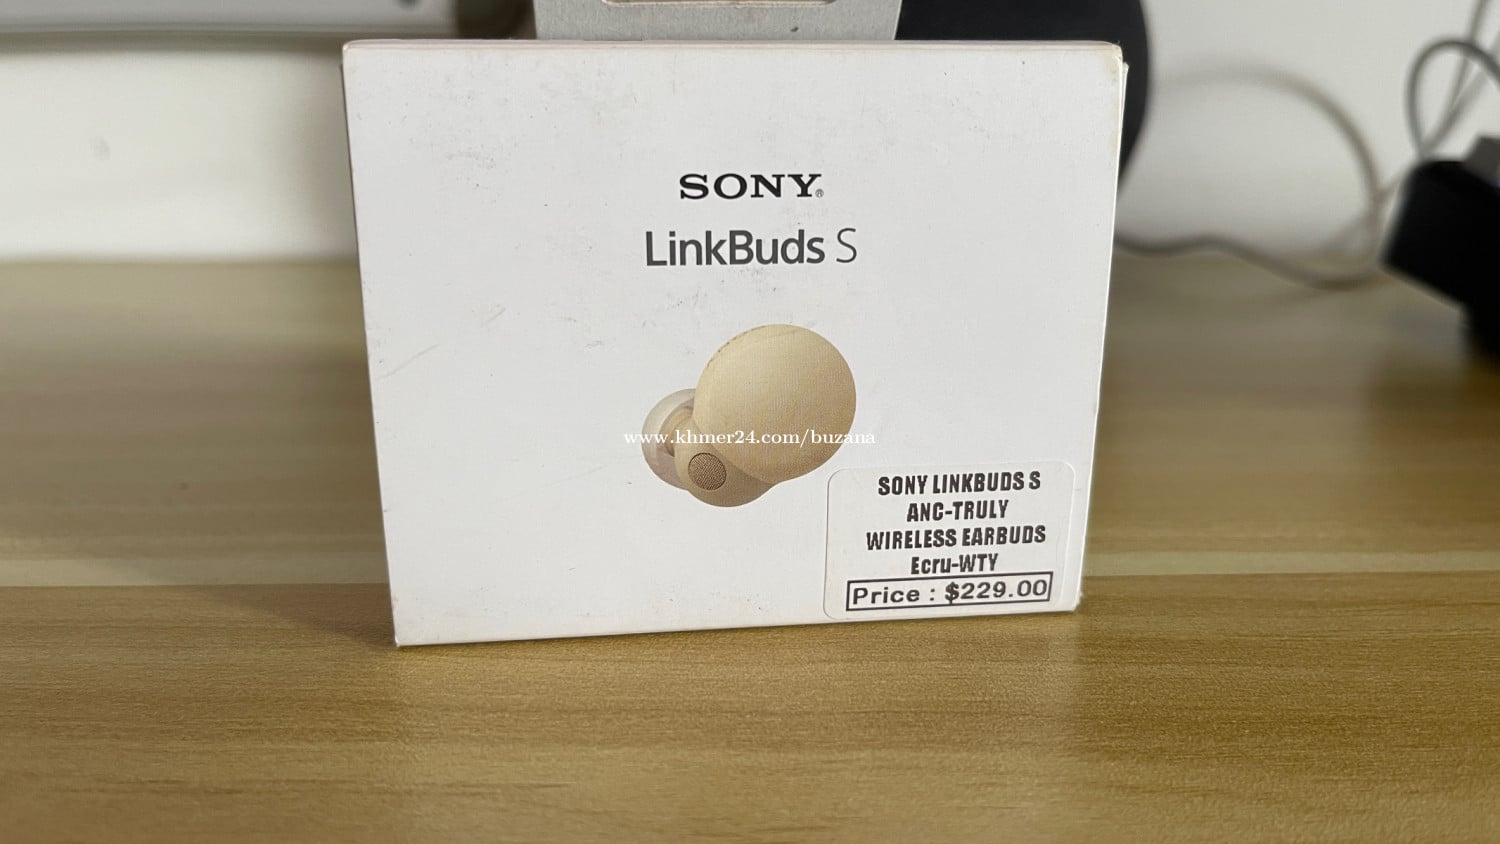 SONY®
LinkBuds S
www.khmer24.com/buzana
SONY LINKBUDS S
ANC-TRULY
WIRELESS EARBUDS
Ecru-WTY
Price : $229.00